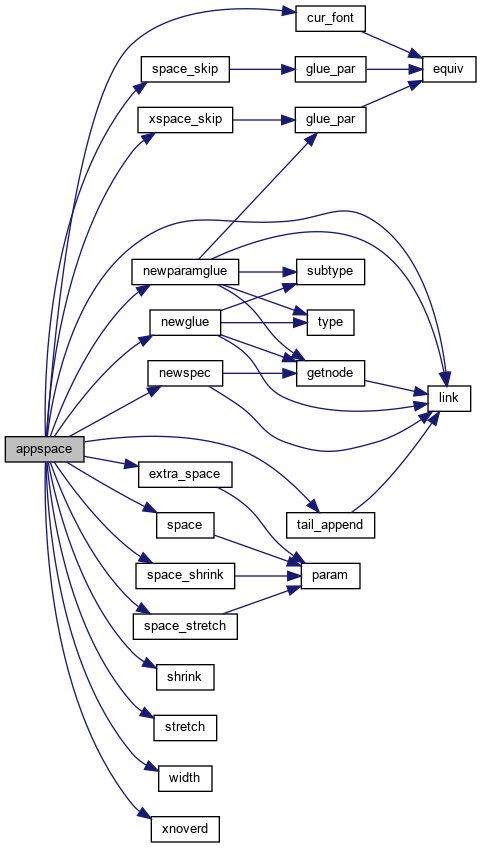 cur_font
space_skip
glue_par
equiv
xspace_skip
glue_par
newparamglue
subtype
newglue
type
newspec
getnode
link
appspace
extra_space
tail_append
space
space_shrink
param
space_stretch
shrink
stretch
width
xnoverd